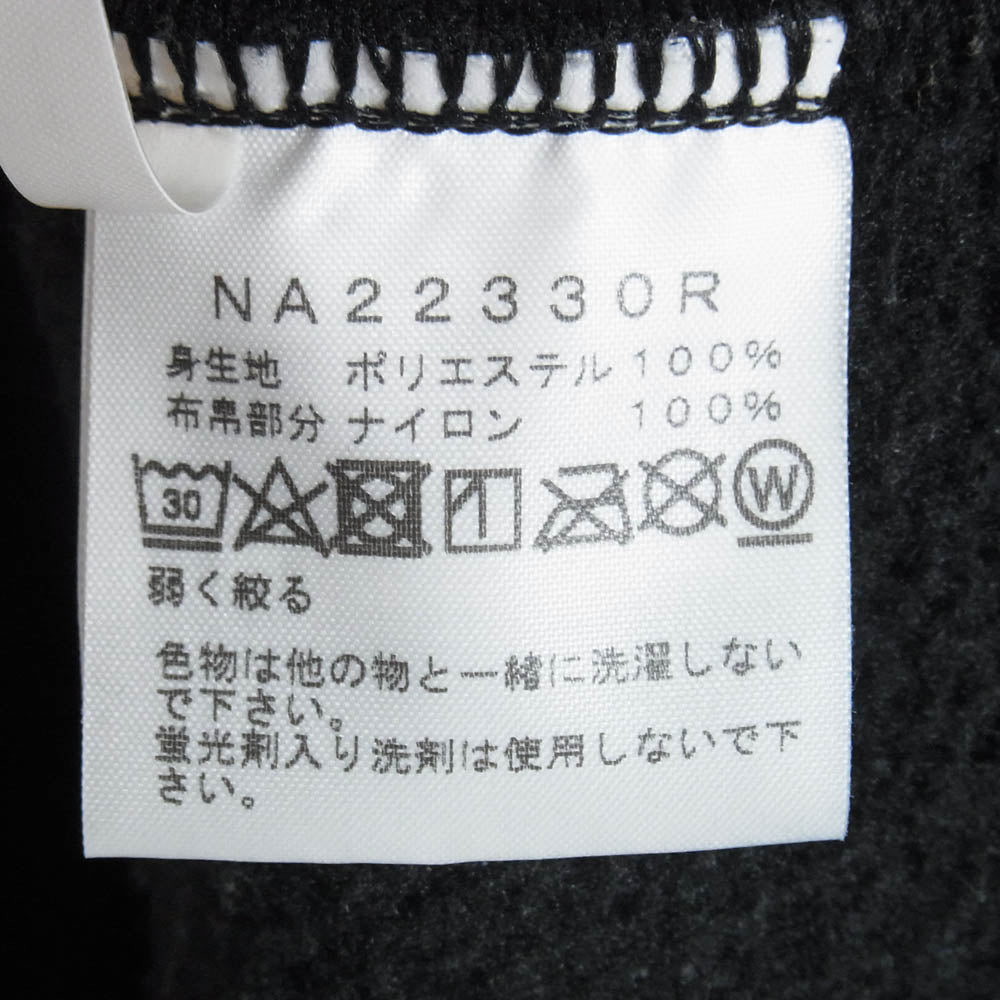 NA22330R
身生地 ポリエステル100%
布帛部分 ナイロン 100%
30 W
弱く絞る
色物は他の物と一緒に洗濯しない
で下さい。
蛍光剤入り洗剤は使用しないで下
さい。